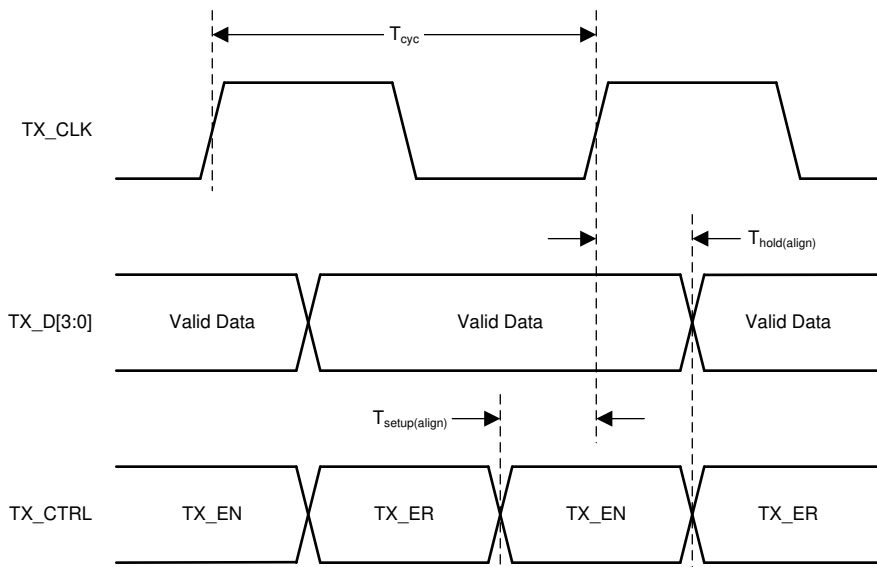 Tcyc
TX_CLK
Thold(align)
TX_D[3:0]
Valid Data
Valid Data
Valid Data
Tsetup(align)
TX_CTRL
TX_EN
TX_ER
TX_EN
TX_ER